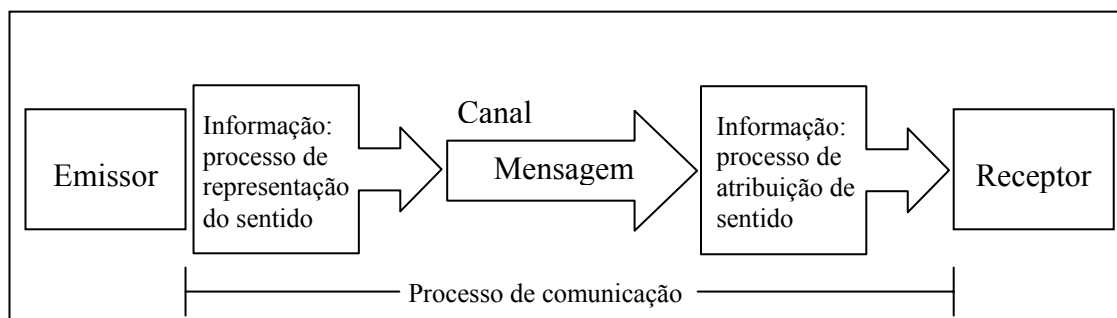 Emissor
Informação:
processo de
representação
do sentido
Canal
Mensagem
Informação:
processo de
atribuição de
sentido
Receptor
Processo de comunicação